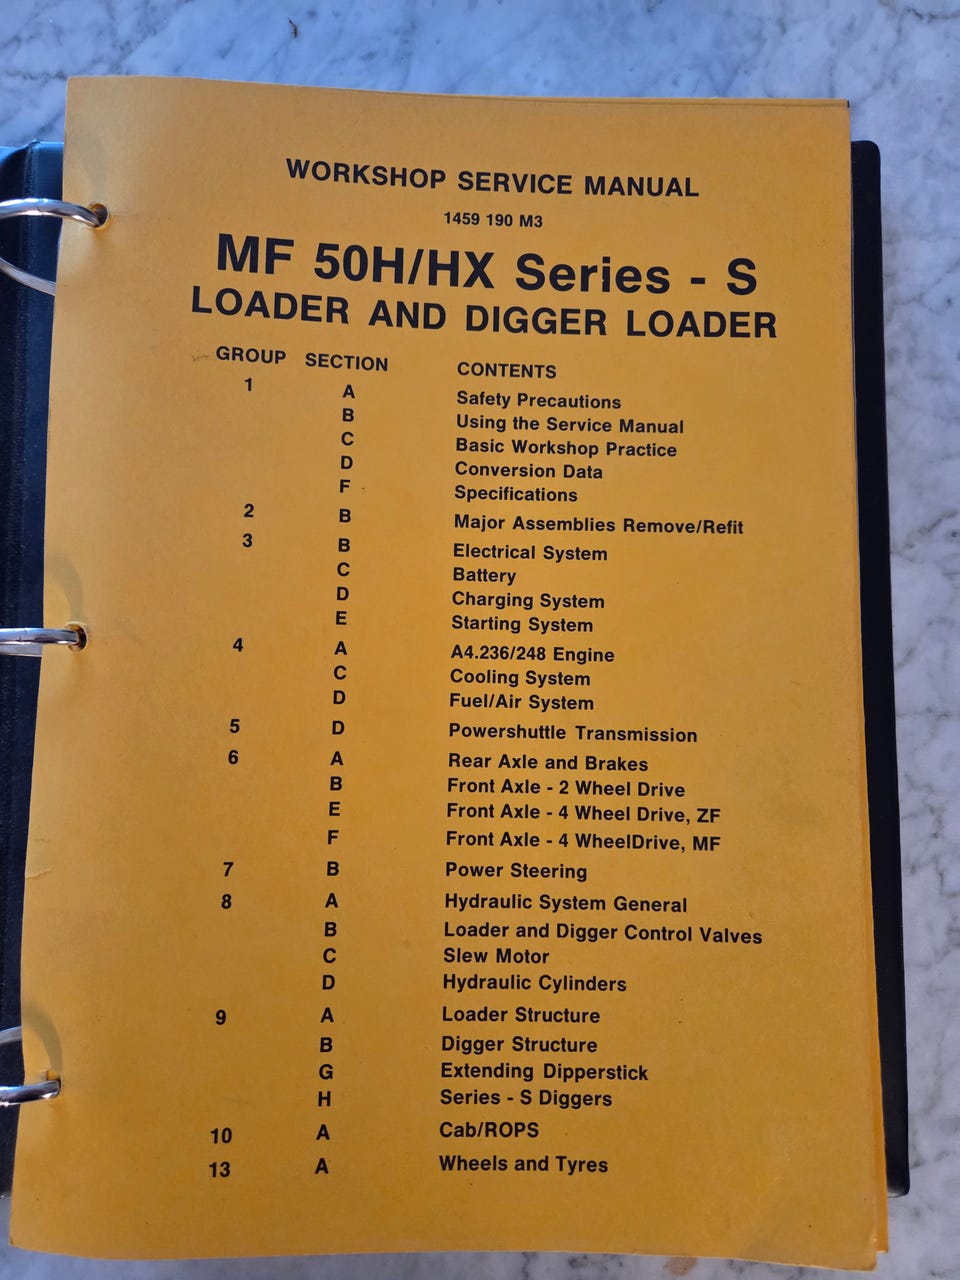 WORKSHOP SERVICE MANUAL
1459 190 M3
MF 50H/HX Series - S
LOADER AND DIGGER LOADER
GROUP SECTION CONTENTS
1 A Safety Precautions
B Using the Service Manual
C Basic Workshop Practice
D Conversion Data
F Specifications
2 B Major Assemblies Remove/Refit
3 B Electrical System
C Battery
D Charging System
E Starting System
4 A A4.236/248 Engine
C Cooling System
D Fuel/Air System
5 D Powershuttle Transmission
6 A Rear Axle and Brakes
B Front Axle - 2 Wheel Drive
E Front Axle - 4 Wheel Drive, ZF
F Front Axle - 4 WheelDrive, MF
7 B Power Steering
8 A Hydraulic System General
B Loader and Digger Control Valves
C Slew Motor
D Hydraulic Cylinders
9 A Loader Structure
B Digger Structure
G Extending Dipperstick
H Series - S Diggers
10 A Cab/ROPS
13 A Wheels and Tyres